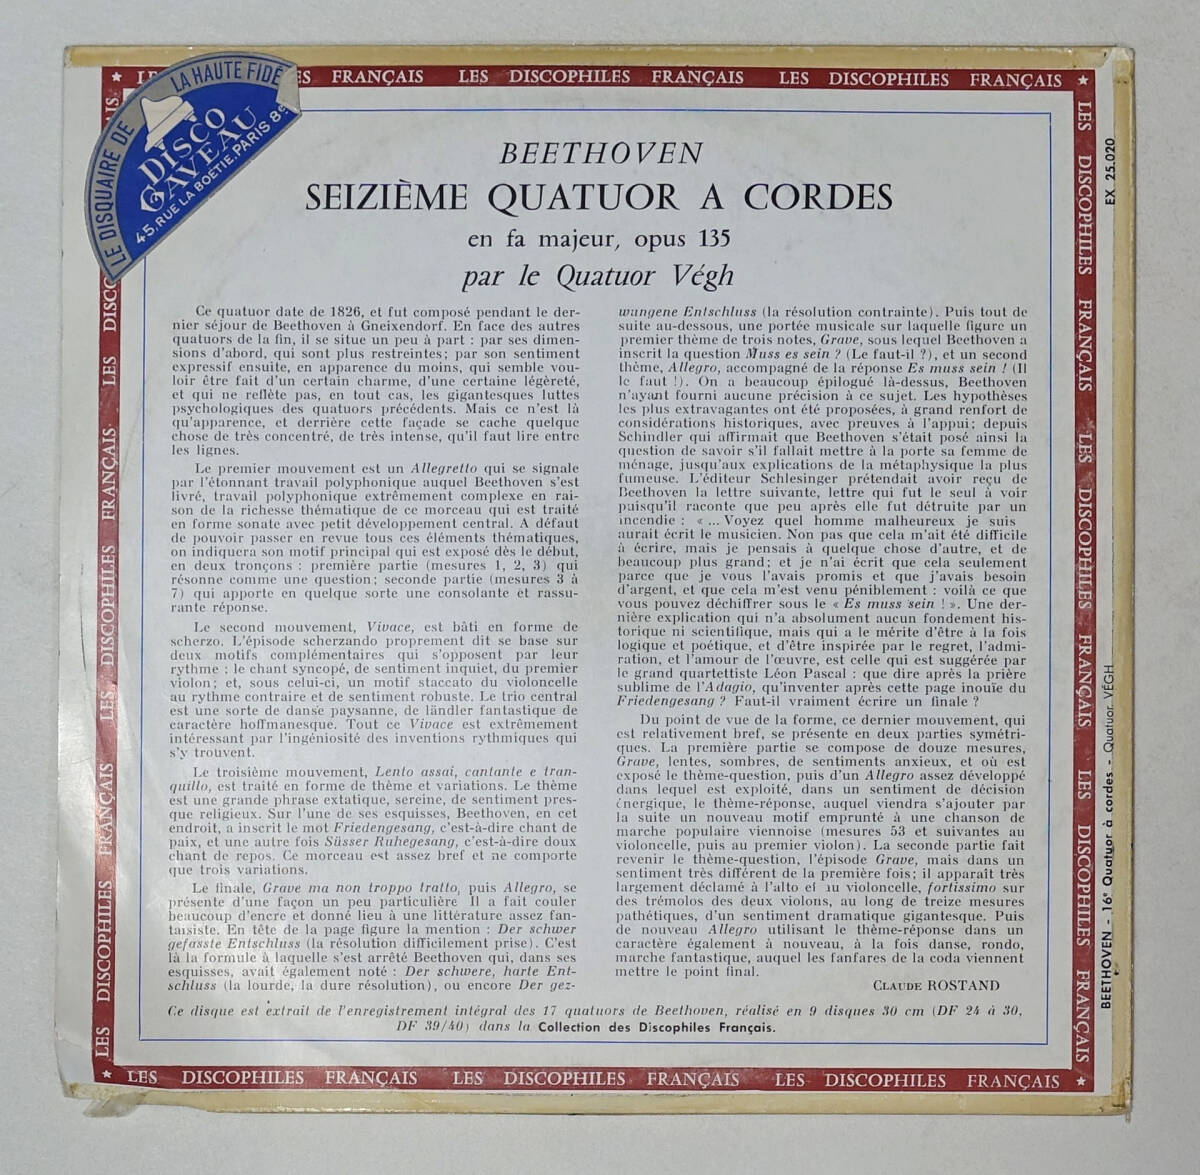 LES DISCOPHILES FRANÇAIS LES DISCOPHILES FRANÇAIS
LE DISQUAIRE DE LA HAUTE FIDÉ
DISCO
GAVEAU
45, RUE LA BOËTIE, PARIS 8e
BEETHOVEN
SEIZIÈME QUATUOR A CORDES
en fa majeur, opus 135
par le Quatuor Végh
Ce quatuor date de 1826, et fut composé pendant le der-
nier séjour de Beethoven à Gneixendorf. En face des autres
quatuors de la fin, il se situe un peu à part : par ses dimen-
sions d'abord, qui sont plus restreintes; par son sentiment
expressif ensuite, en apparence du moins, qui semble vou-
loir être fait d'un certain charme, d'une certaine légèreté,
et qui ne reflète pas, en tout cas, les gigantesques luttes
psychologiques des quatuors précédents. Mais ce n'est là
qu'apparence, et derrière cette façade se cache quelque
chose de très concentré, de très intense, qu'il faut lire entre
les lignes.
Le premier mouvement est un Allegretto qui se signale
par l'étonnant travail polyphonique auquel Beethoven s'est
livré, travail polyphonique extrêmement complexe en rai-
son de la richesse thématique de ce morceau qui est traité
en forme sonate avec petit développement central. A défaut
de pouvoir passer en revue tous ces éléments thématiques,
on indiquera son motif principal qui est exposé dès le début,
en deux tronçons : première partie (mesures 1, 2, 3) qui
résonne comme une question; seconde partie (mesures 3 à
7) qui apporte en quelque sorte une consolante et rassu-
rante réponse.
Le second mouvement, Vivace, est bâti en forme de
scherzo. L'épisode scherzando proprement dit se base sur
deux motifs complémentaires qui s'opposent par leur
rythme : le chant syncopé, de sentiment inquiet, du premier
violon; et, sous celui-ci, un motif staccato du violoncelle
au rythme contraire et de sentiment robuste. Le trio central
est une sorte de danse paysanne, de ländler fantastique de
caractère hoffmanesque. Tout ce Vivace est extrêmement
intéressant par l'ingéniosité des inventions rythmiques qui
s'y trouvent.
Le troisième mouvement, Lento assai, cantante e tran-
quillo, est traité en forme de thème et variations. Le thème
est une grande phrase extatique, sereine, de sentiment pres-
que religieux. Sur l'une de ses esquisses, Beethoven, en cet
endroit, a inscrit le mot Friedengesang, c'est-à-dire chant de
paix, et une autre fois Süsser Ruhegesang, c'est-à-dire doux
chant de repos. Ce morceau est assez bref et ne comporte
que trois variations.
Le finale, Grave ma non troppo tratto, puis Allegro, se
présente d'une façon un peu particulière Il a fait couler
beaucoup d'encre et donné lieu à une littérature assez fan-
taisiste. En tête de la page figure la mention : Der schwer
gefasste Entschluss (la résolution difficilement prise). C'est
là la formule à laquelle s'est arrêté Beethoven qui, dans ses
esquisses, avait également noté : Der schwere, harte Ent-
schluss (la lourde, la dure résolution), ou encore Der gez-
wungene Entschluss (la résolution contrainte). Puis tout de
suite au-dessous, une portée musicale sur laquelle figure un
premier thème de trois notes, Grave, sous lequel Beethoven a
inscrit la question Muss es sein ? (Le faut-il ?), et un second
thème, Allegro, accompagné de la réponse Es muss sein ! (Il
le faut !). On a beaucoup épilogué là-dessus, Beethoven
n'ayant fourni aucune précision à ce sujet. Les hypothèses
les plus extravagantes ont été proposées, à grand renfort de
considérations historiques, avec preuves à l'appui; depuis
Schindler qui affirmait que Beethoven s'était posé ainsi la
question de savoir s'il fallait mettre à la porte sa femme de
ménage, jusqu'aux explications de la métaphysique la plus
fumeuse. L'éditeur Schlesinger prétendait avoir reçu de
Beethoven la lettre suivante, lettre qui fut le seul à voir
puisqu'il raconte que peu après elle fut détruite par un
incendie : « ... Voyez quel homme malheureux je suis
aurait écrit le musicien. Non pas que cela m'ait été difficile
à écrire, mais je pensais à quelque chose d'autre, et de
beaucoup plus grand; et je n'ai écrit que cela seulement
parce que je vous l'avais promis et que j'avais besoin
d'argent, et que cela m'est venu péniblement : voilà ce que
vous pouvez déchiffrer sous le « Es muss sein ! ». Une der-
nière explication qui n'a absolument aucun fondement his-
torique ni scientifique, mais qui a le mérite d'être à la fois
logique et poétique, et d'être inspirée par le regret, l'admi-
ration, et l'amour de l'œuvre, est celle qui est suggérée par
le grand quartettiste Léon Pascal : que dire après la prière
sublime de l'Adagio, qu'inventer après cette page inouïe du
Friedengesang ? Faut-il vraiment écrire un finale ?
Du point de vue de la forme, ce dernier mouvement, qui
est relativement bref, se présente en deux parties symétri-
ques. La première partie se compose de douze mesures,
Grave, lentes, sombres, de sentiments anxieux, et où est
exposé le thème-question, puis d'un Allegro assez développé
dans lequel est exploité, dans un sentiment de décision
énergique, le thème-réponse, auquel viendra s'ajouter par
la suite un nouveau motif emprunté à une chanson de
marche populaire viennoise (mesures 53 et suivantes au
violoncelle, puis au premier violon). La seconde partie fait
revenir le thème-question, l'épisode Grave, mais dans un
sentiment très différent de la première fois; il apparaît très
largement déclamé à l'alto et au violoncelle, fortissimo sur
des trémolos des deux violons, au long de treize mesures
pathétiques, d'un sentiment dramatique gigantesque. Puis
de nouveau Allegro utilisant le thème-réponse dans un
caractère également à nouveau, à la fois danse, rondo,
marche fantastique, auquel les fanfares de la coda viennent
mettre le point final.
CLAUDE ROSTAND
Ce disque est extrait de l'enregistrement intégral des 17 quatuors de Beethoven, réalisé en 9 disques 30 cm (DF 24 à 30,
DF 39/40) dans la Collection des Discophiles Français.
LES DISCOPHILES FRANÇAIS LES DISCOPHILES FRANÇAIS LES DISCOPHILES FRANÇAIS
LES DISCOPHILES FRANÇAIS LES DISCOPHILES FRANÇAIS LES DISC
LES DISCOPHILES FRANÇAIS LES DISCOPHILES FRANÇAIS LES DISCOPHILES FRANÇAIS
EX 25.020
BEETHOVEN - 16e Quatuor à cordes - Quatuor VÉGH